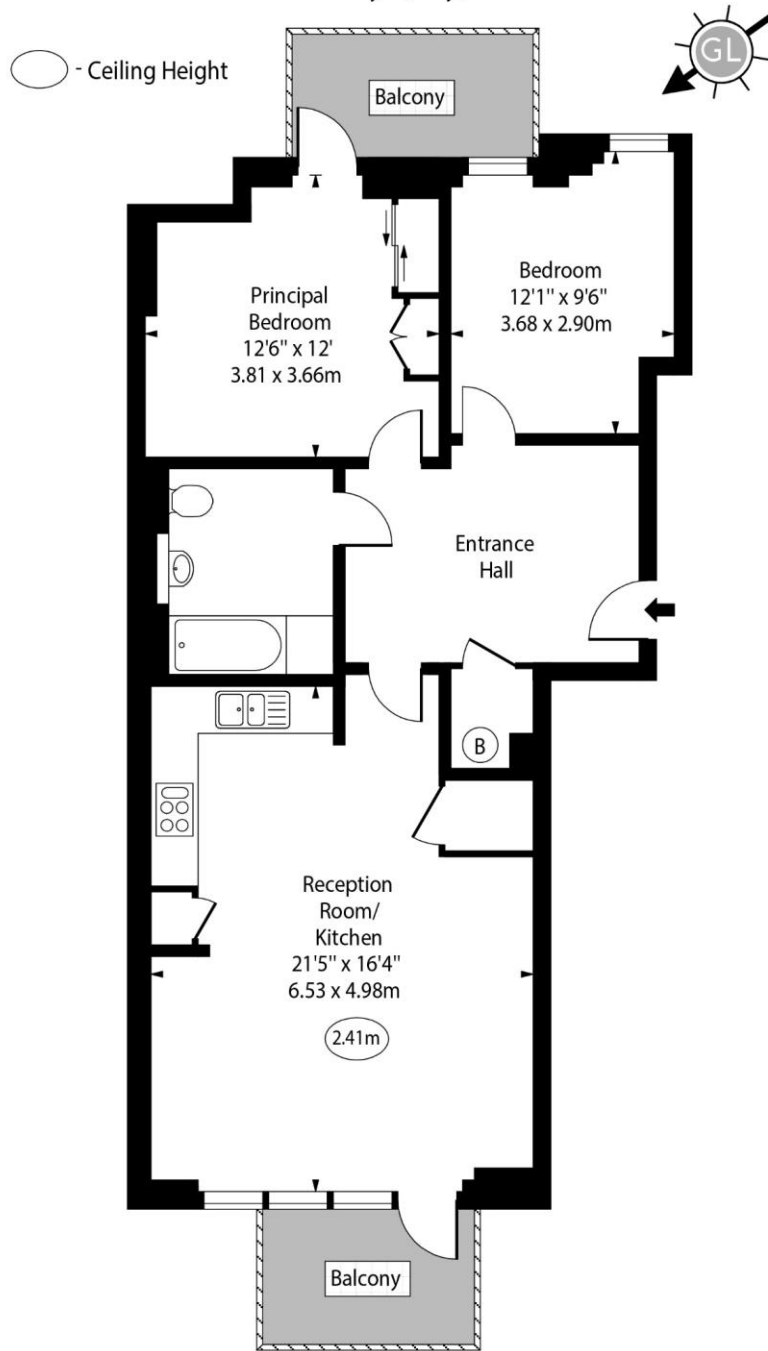 - Ceiling Height
GL
Balcony
Principal
Bedroom
12'6" x 12'
3.81 x 3.66m
Bedroom
12'1" x 9'6"
3.68 x 2.90m
Entrance
Hall
B
Reception
Room/
Kitchen
21'5" x 16'4"
6.53 x 4.98m
2.41m
Balcony